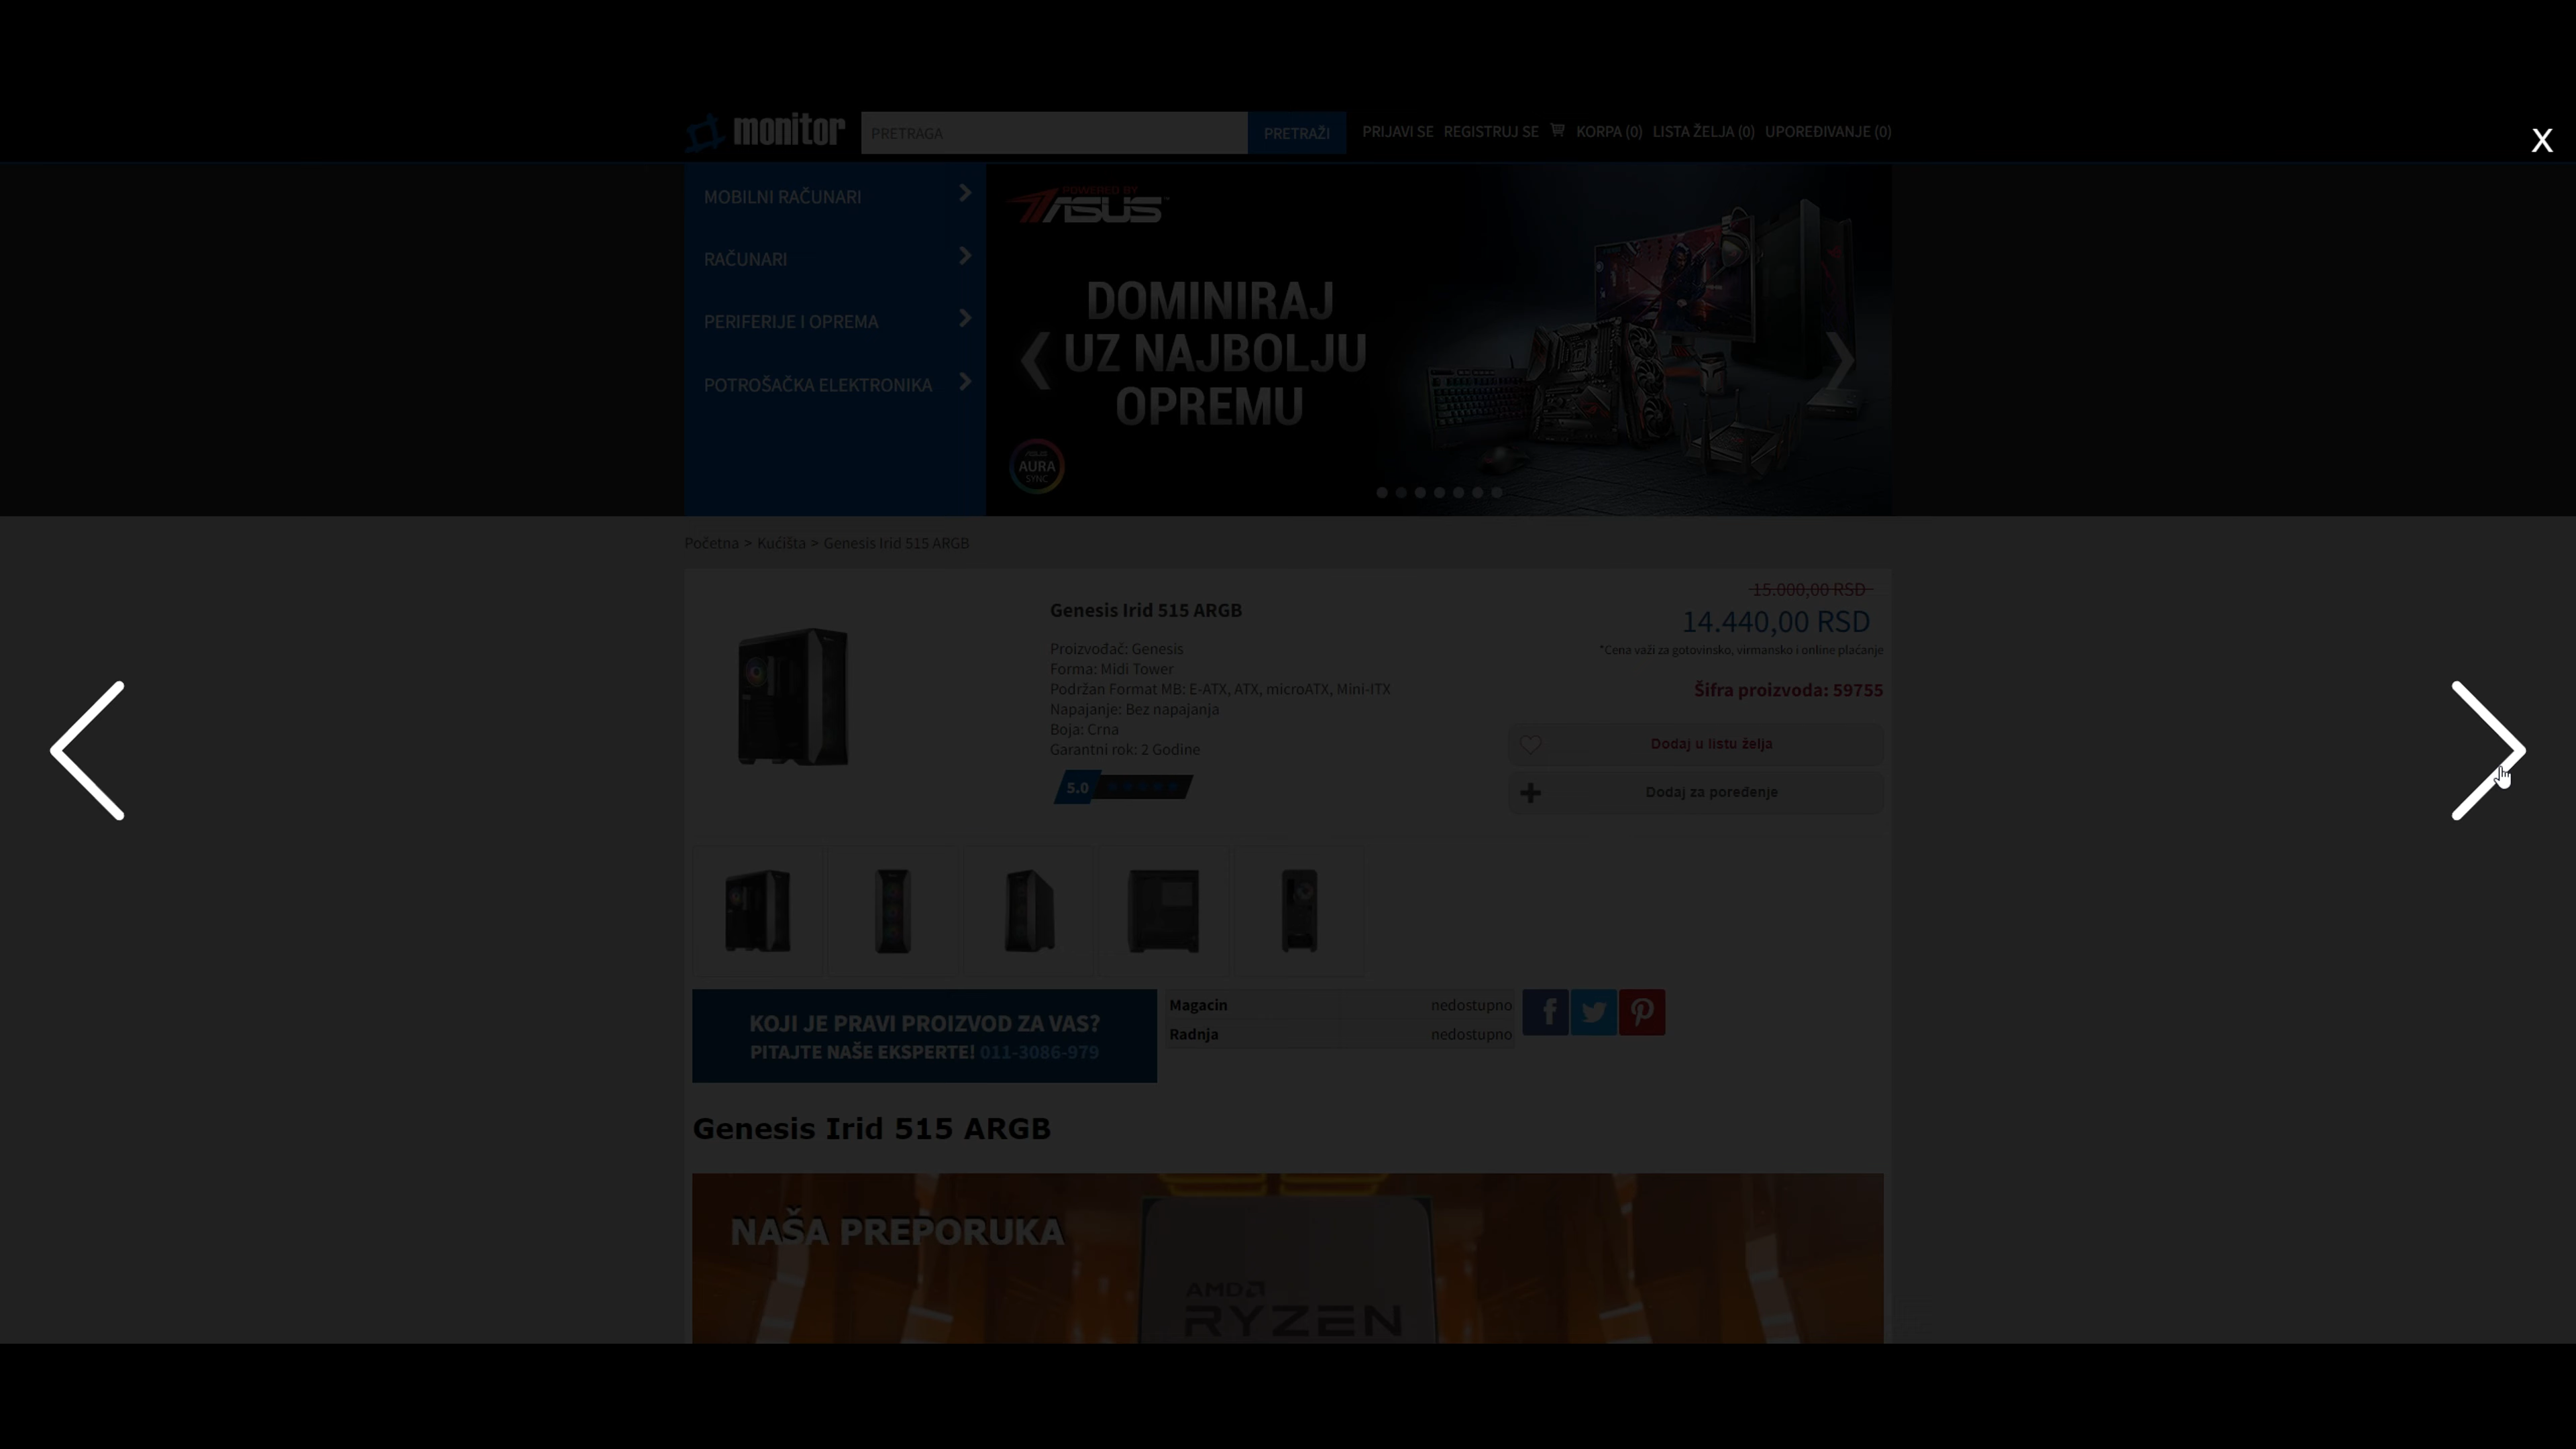 monitor
PRETRAGA
PRETRAŽI
PRIJAVI SE REGISTRUJ SE KORPA (0) LISTA ŽELJA (0) UPOREĐIVANJE (0)
X
MOBILNI RAČUNARI
RAČUNARI
PERIFERIJE I OPREMA
POTROŠAČKA ELEKTRONIKA
POWERED BY
ASUS
DOMINIRAJ
UZ NAJBOLJU
OPREMU
ASUS
AURA
SYNC
Početna > Kućišta > Genesis Irid 515 ARGB
Genesis Irid 515 ARGB
Proizvođač: Genesis
Forma: Midi Tower
Podržan Format MB: E-ATX, ATX, microATX, Mini-ITX
Napajanje: Bez napajanja
Boja: Crna
Garantni rok: 2 Godine
5.0
15.000,00 RSD
14.440,00 RSD
*Cena važi za gotovinsko, virmansko i online plaćanje
Šifra proizvoda: 59755
Dodaj u listu želja
Dodaj za poređenje
KOJI JE PRAVI PROIZVOD ZA VAS?
PITAJTE NAŠE EKSPERTE! 011-3086-979
Magacin nedostupno
Radnja nedostupno
Genesis Irid 515 ARGB
NAŠA PREPORUKA
AMD
RYZEN